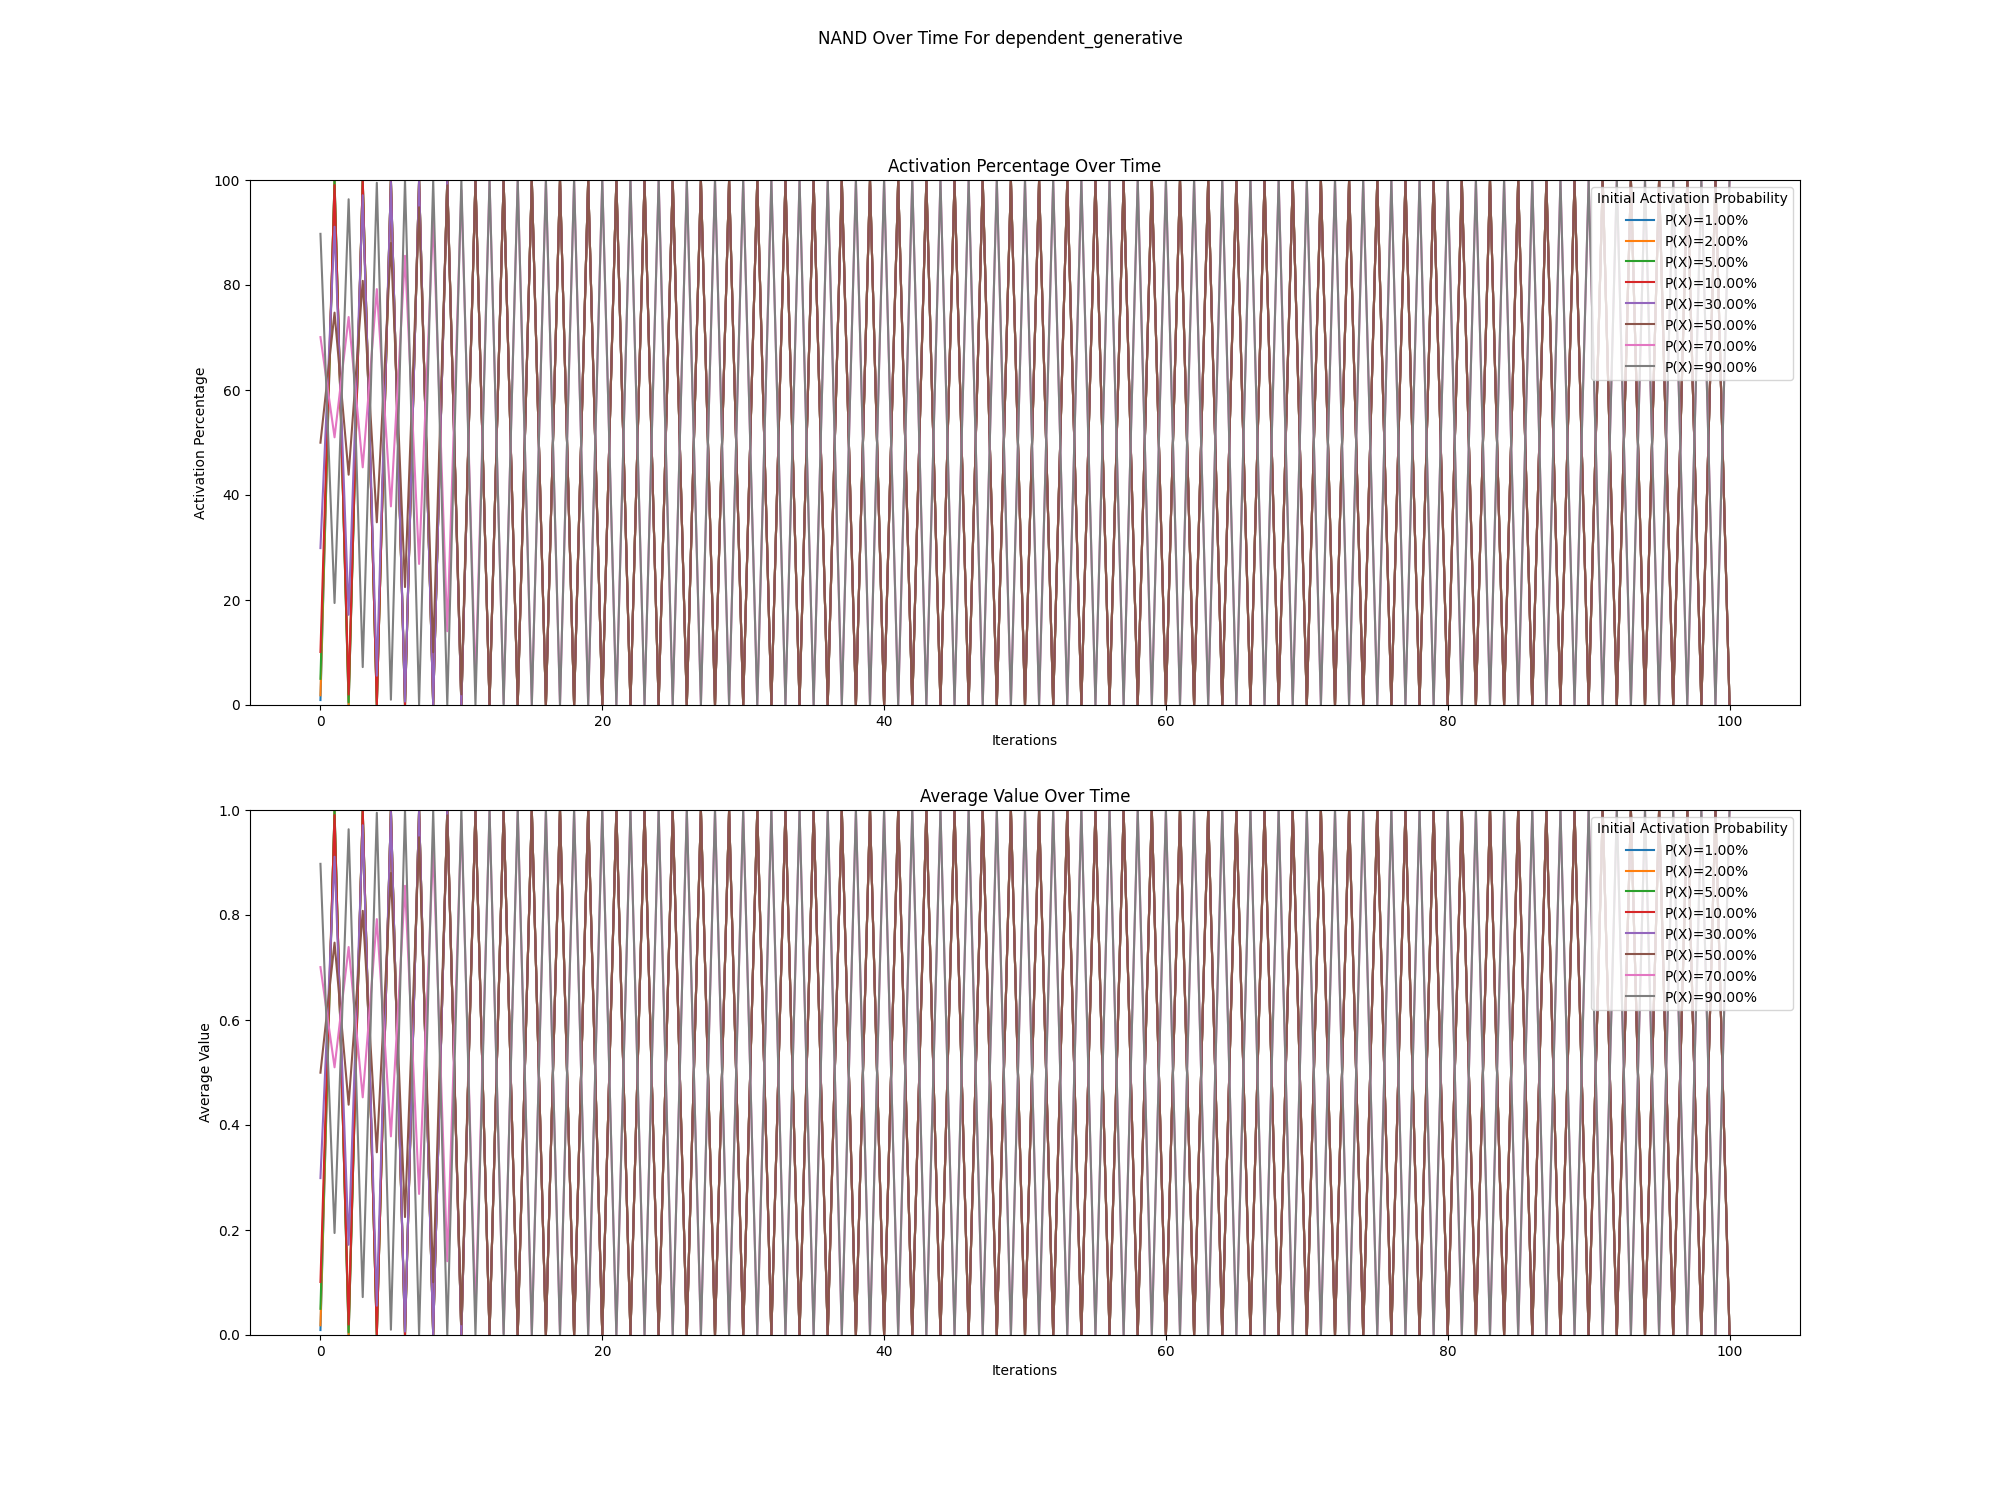 NAND Over Time For dependent_generative
Activation Percentage Over Time
100
80
60
40
20
0
Activation Percentage
0 20 40 60 80 100
Iterations
Initial Activation Probability
P(X)=1.00%
P(X)=2.00%
P(X)=5.00%
P(X)=10.00%
P(X)=30.00%
P(X)=50.00%
P(X)=70.00%
P(X)=90.00%
Average Value Over Time
1.0
0.8
0.6
0.4
0.2
0.0
Average Value
0 20 40 60 80 100
Iterations
Initial Activation Probability
P(X)=1.00%
P(X)=2.00%
P(X)=5.00%
P(X)=10.00%
P(X)=30.00%
P(X)=50.00%
P(X)=70.00%
P(X)=90.00%